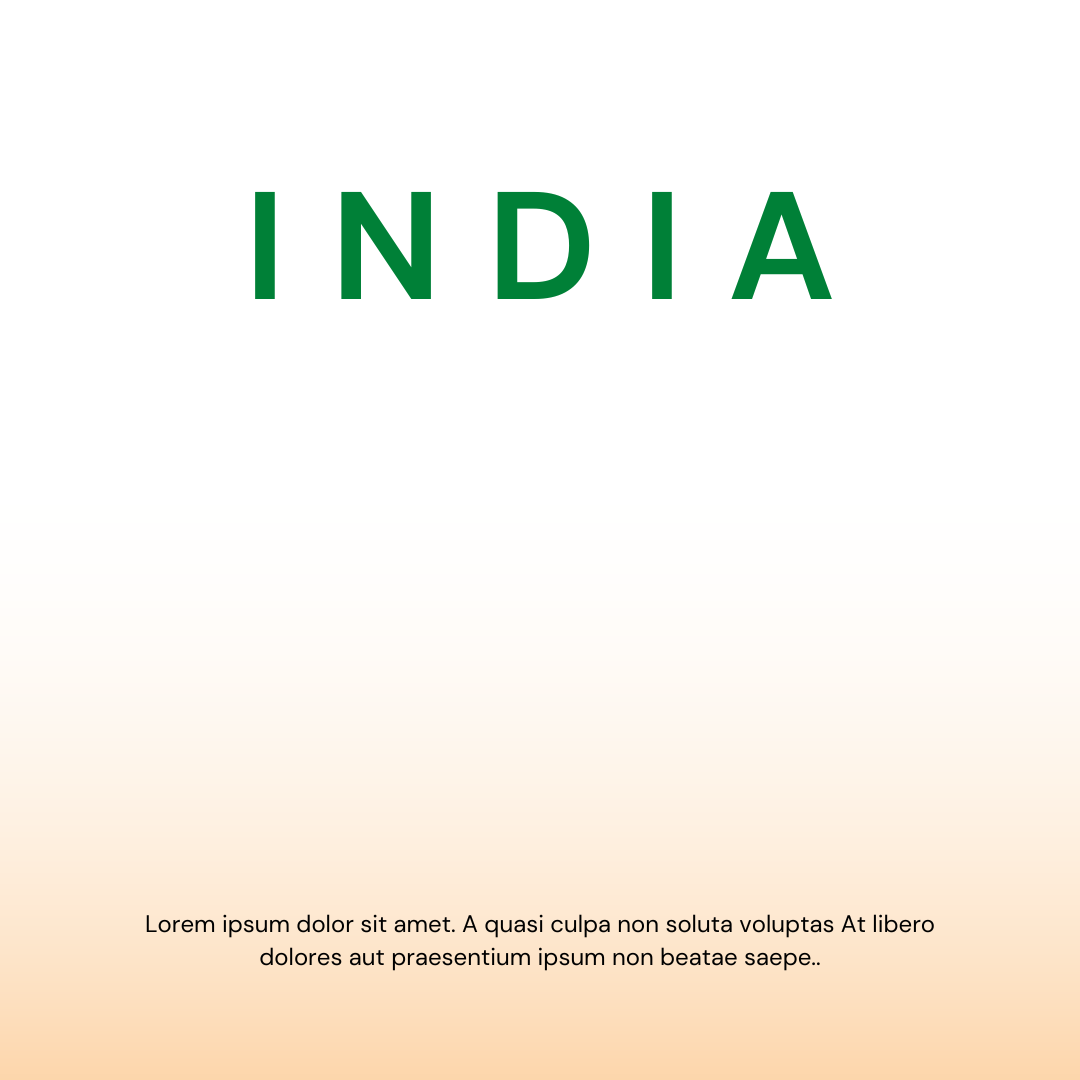 INDIA
Lorem ipsum dolor sit amet. A quasi culpa non soluta voluptas At libero
dolores aut praesentium ipsum non beatae saepe..